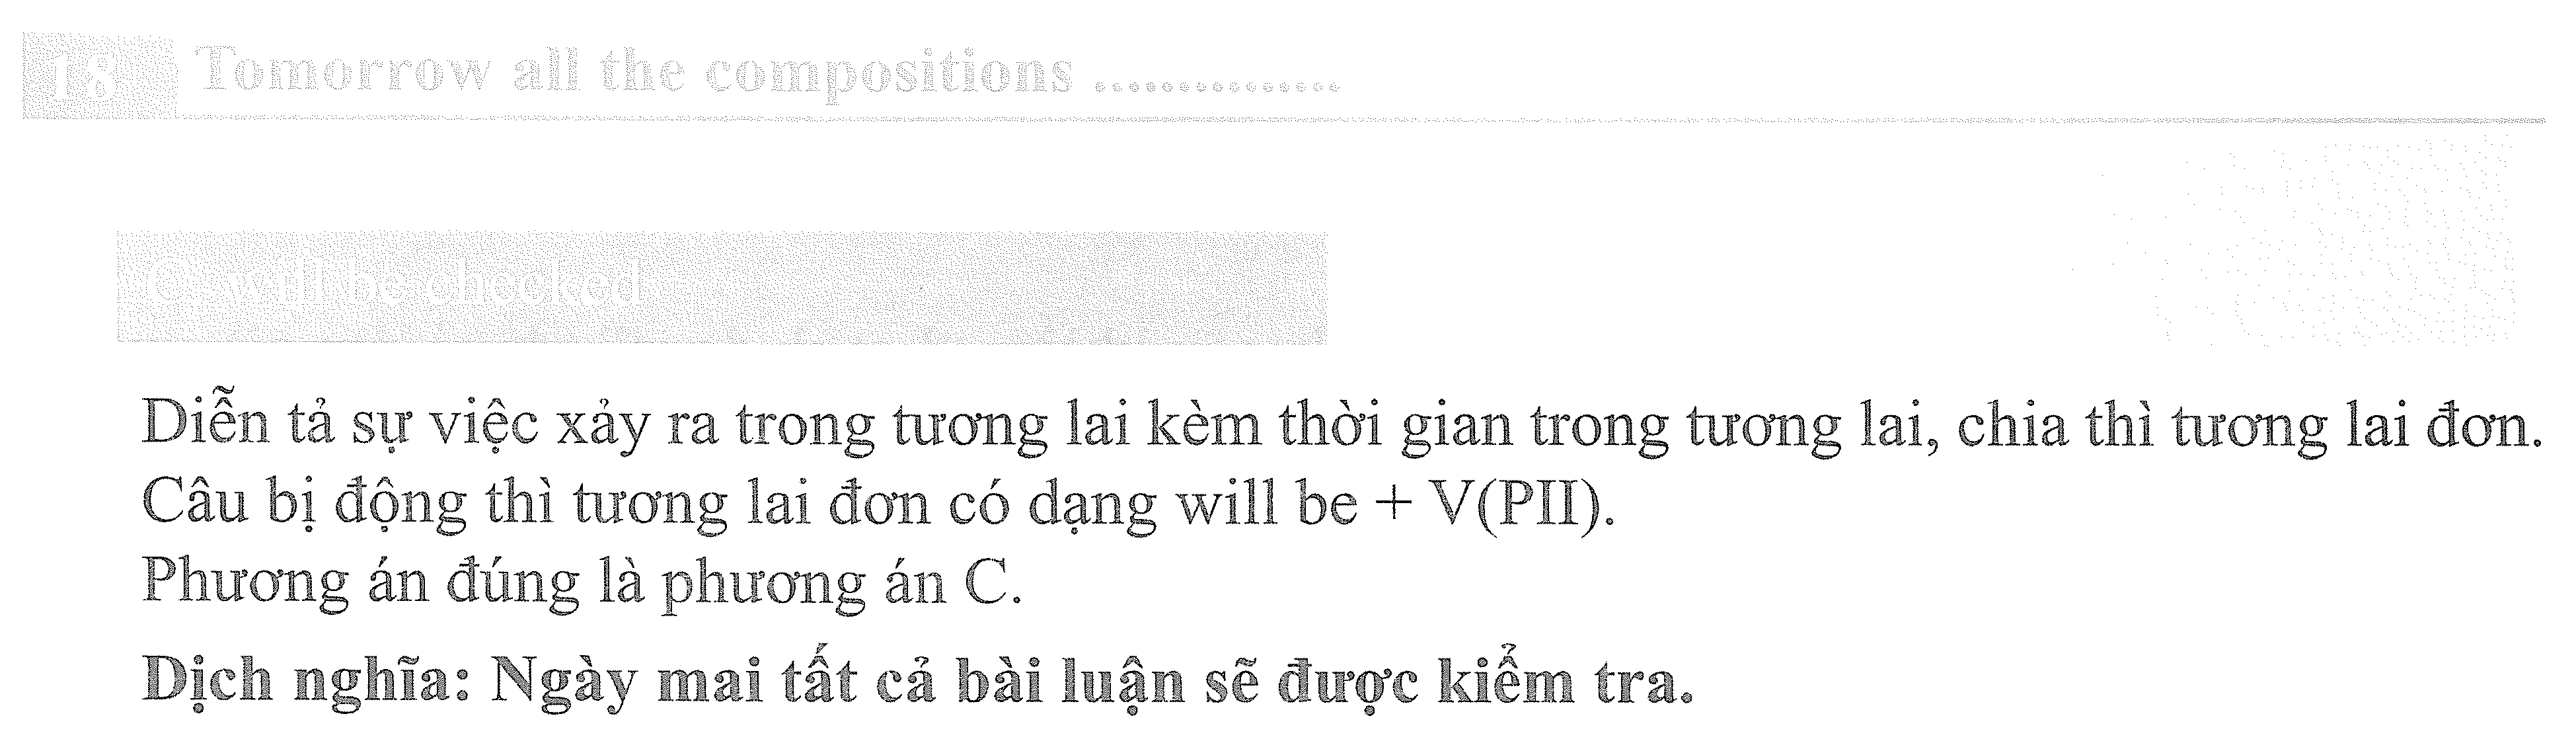 18 Tomorrow all the compositions ...............
C. will be checked
Diễn tả sự việc xảy ra trong tương lai kèm thời gian trong tương lai, chia thì tương lai đơn.
Câu bị động thì tương lai đơn có dạng will be + V(PII).
Phương án đúng là phương án C.
Dịch nghĩa: Ngày mai tất cả bài luận sẽ được kiểm tra.